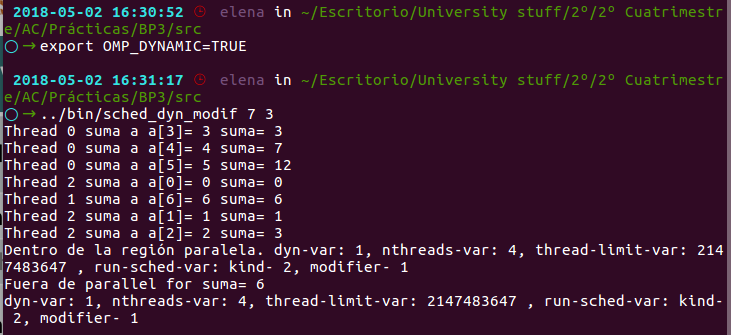 2018-05-02 16:30:52 elena in ~/Escritorio/University stuff/2º/2º Cuatrimestr
e/AC/Prácticas/BP3/src
○ → export OMP_DYNAMIC=TRUE
2018-05-02 16:31:17 elena in ~/Escritorio/University stuff/2º/2º Cuatrimestr
e/AC/Prácticas/BP3/src
○ → ../bin/sched_dyn_modif 7 3
Thread 0 suma a a[3]= 3 suma= 3
Thread 0 suma a a[4]= 4 suma= 7
Thread 0 suma a a[5]= 5 suma= 12
Thread 2 suma a a[0]= 0 suma= 0
Thread 1 suma a a[6]= 6 suma= 6
Thread 2 suma a a[1]= 1 suma= 1
Thread 2 suma a a[2]= 2 suma= 3
Dentro de la región paralela. dyn-var: 1, nthreads-var: 4, thread-limit-var: 214
7483647 , run-sched-var: kind- 2, modifier- 1
Fuera de parallel for suma= 6
dyn-var: 1, nthreads-var: 4, thread-limit-var: 2147483647 , run-sched-var: kind-
2, modifier- 1